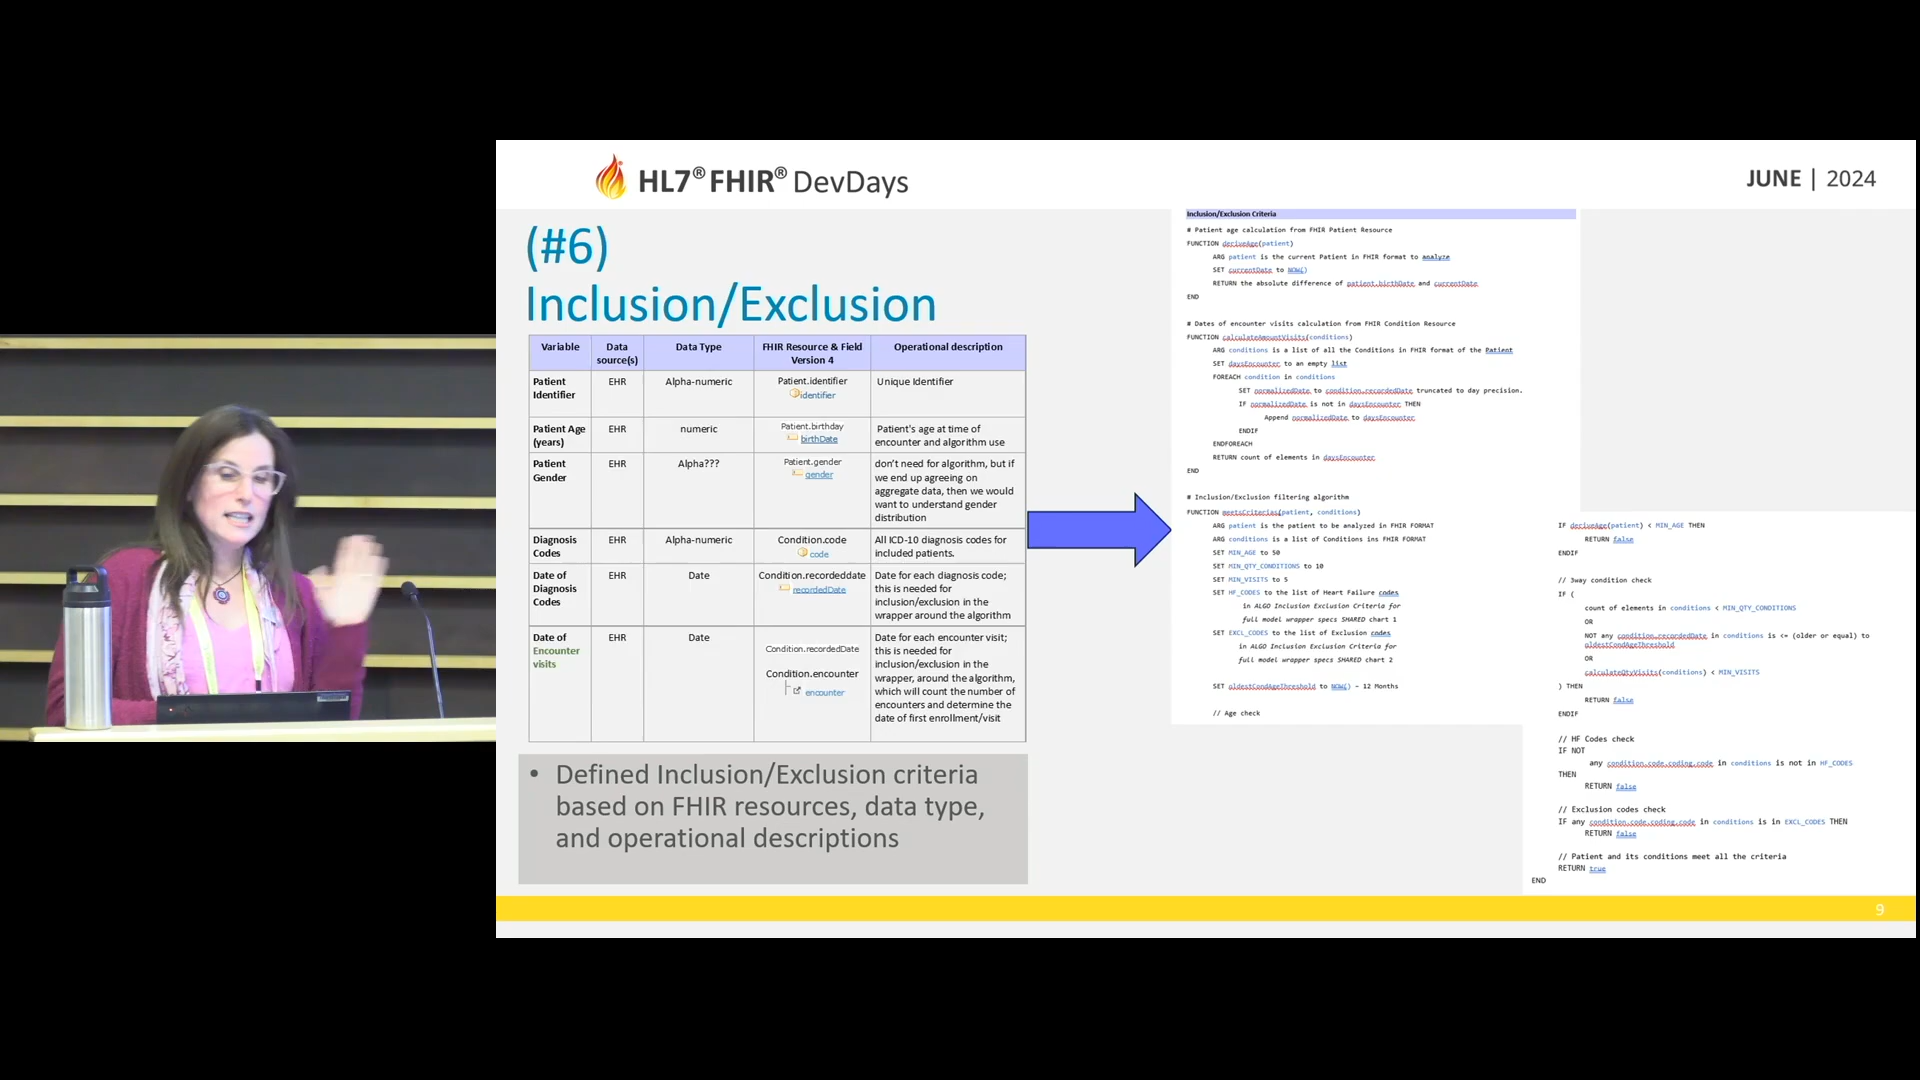 HL7® FHIR® DevDays
JUNE | 2024
(#6)
Inclusion/Exclusion
Variable
Data source(s)
Data Type
FHIR Resource & Field Version 4
Operational description
Patient Identifier
EHR
Alpha-numeric
Patient.identifier
identifier
Unique Identifier
Patient Age (years)
EHR
numeric
Patient.birthday
birthDate
Patient's age at time of
encounter and algorithm use
Patient Gender
EHR
Alpha???
Patient.gender
gender
don't need for algorithm, but if
we end up agreeing on
aggregate data, then we would
want to understand gender
distribution
Diagnosis Codes
EHR
Alpha-numeric
Condition.code
code
All ICD-10 diagnosis codes for
included patients.
Date of Diagnosis Codes
EHR
Date
Condition.recordeddate
recordedDate
Date for each diagnosis code;
this is needed for
inclusion/exclusion in the
wrapper around the algorithm
Date of Encounter visits
EHR
Date
Condition.recordedDate
Condition.encounter
encounter
Date for each encounter visit;
this is needed for
inclusion/exclusion in the
wrapper, around the algorithm,
which will count the number of
encounters and determine the
date of first enrollment/visit
• Defined Inclusion/Exclusion criteria
based on FHIR resources, data type,
and operational descriptions
Inclusion/Exclusion Criteria
# Patient age calculation from FHIR Patient Resource
FUNCTION deriveAge(patient)
ARG patient is the current Patient in FHIR format to analyze
SET currentDate to NOW()
RETURN the absolute difference of patient.birthDate and currentDate
END
# Dates of encounter visits calculation from FHIR Condition Resource
FUNCTION calculateAmountVisits(conditions)
ARG conditions is a list of all the Conditions in FHIR format of the Patient
SET daysEncounter to an empty list
FOREACH condition in conditions
SET normalizedDate to condition.recordedDate truncated to day precision.
IF normalizedDate is not in daysEncounter THEN
Append normalizedDate to daysEncounter
ENDIF
ENDFOREACH
RETURN count of elements in daysEncounter
END
# Inclusion/Exclusion filtering algorithm
FUNCTION meetsCriterias(patient, conditions)
ARG patient is the patient to be analyzed in FHIR FORMAT
ARG conditions is a list of Conditions ins FHIR FORMAT
SET MIN_AGE to 50
SET MIN_QTY_CONDITIONS to 10
SET MIN_VISITS to 5
SET HF_CODES to the list of Heart Failure codes
in ALGO Inclusion Exclusion Criteria for
full model wrapper specs SHARED chart 1
SET EXCL_CODES to the list of Exclusion codes
in ALGO Inclusion Exclusion Criteria for
full model wrapper specs SHARED chart 2
SET oldestCondAgeThreshold to NOW() – 12 Months
// Age check
IF deriveAge(patient) < MIN_AGE THEN
RETURN false
ENDIF
// 3way condition check
IF (
count of elements in conditions < MIN_QTY_CONDITIONS
OR
NOT any condition.recordedDate in conditions is <= (older or equal) to
oldestCondAgeThreshold
OR
calculateQtyVisits(conditions) < MIN_VISITS
) THEN
RETURN false
ENDIF
// HF Codes check
IF NOT
any condition.code.coding.code in conditions is not in HF_CODES
THEN
RETURN false
// Exclusion codes check
IF any condition.code.coding.code in conditions is in EXCL_CODES THEN
RETURN false
// Patient and its conditions meet all the criteria
RETURN true
END
9